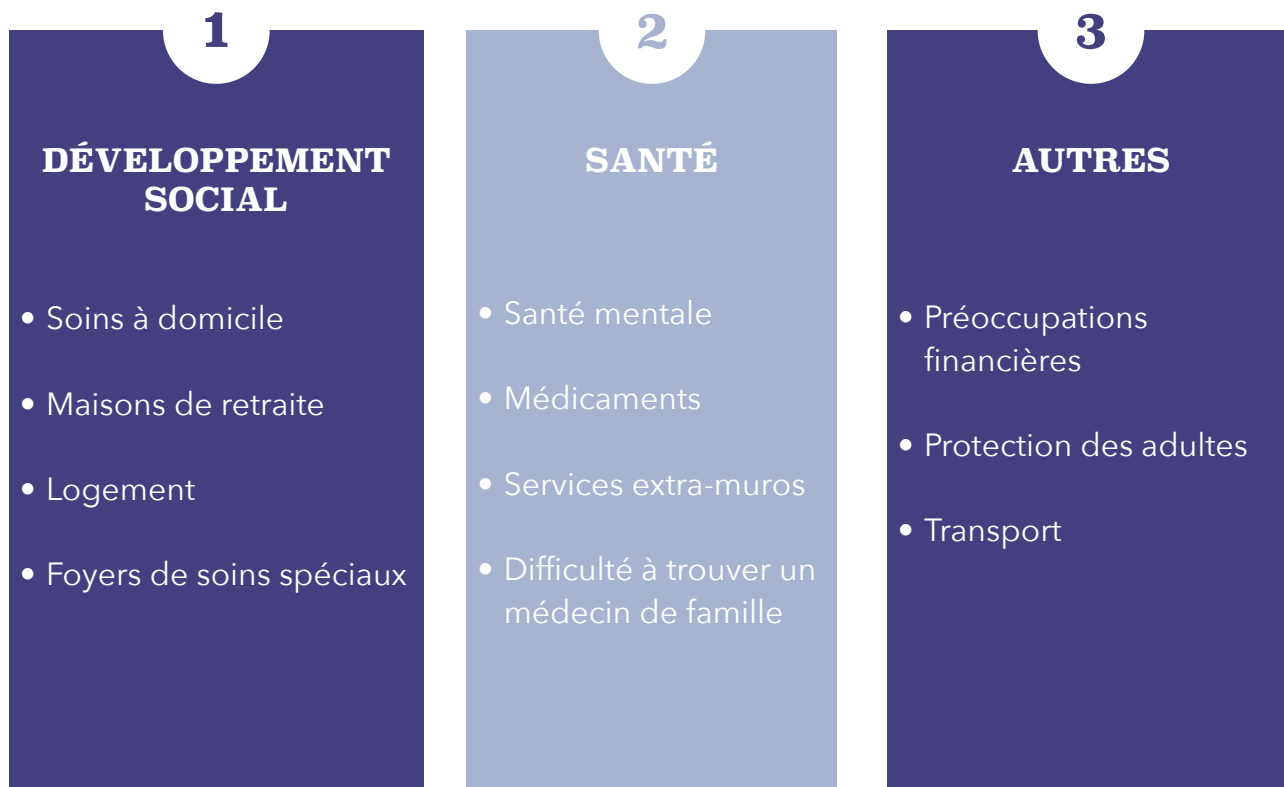 1
DÉVELOPPEMENT
SOCIAL
• Soins à domicile
• Maisons de retraite
• Logement
• Foyers de soins spéciaux
2
SANTÉ
• Santé mentale
• Médicaments
• Services extra-muros
• Difficulté à trouver un
médecin de famille
3
AUTRES
• Préoccupations
financières
• Protection des adultes
• Transport